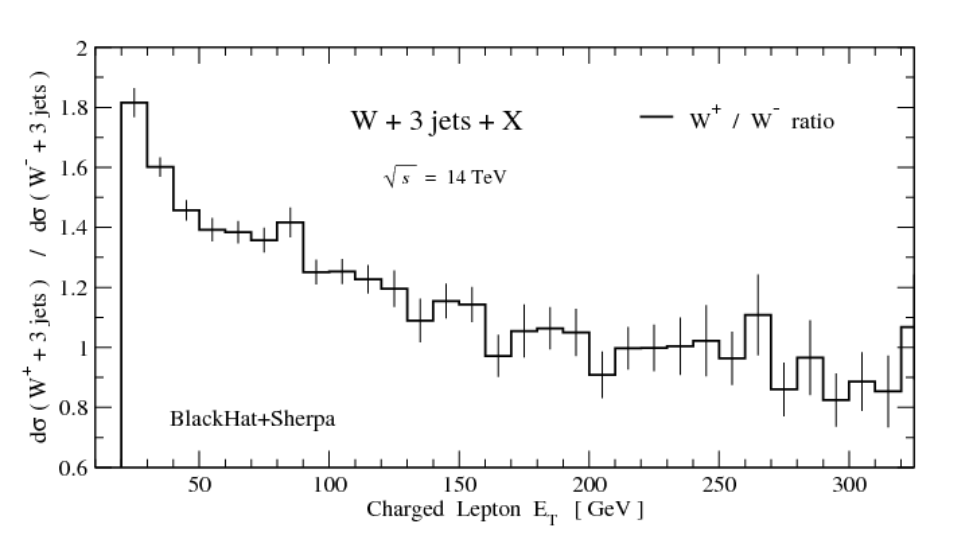 dσ ( W⁺ + 3 jets ) / dσ ( W⁻ + 3 jets )
2
1.8
1.6
1.4
1.2
1
0.8
0.6
W + 3 jets + X
√s = 14 TeV
W⁺ / W⁻ ratio
BlackHat+Sherpa
50 100 150 200 250 300
Charged Lepton E_T [ GeV ]